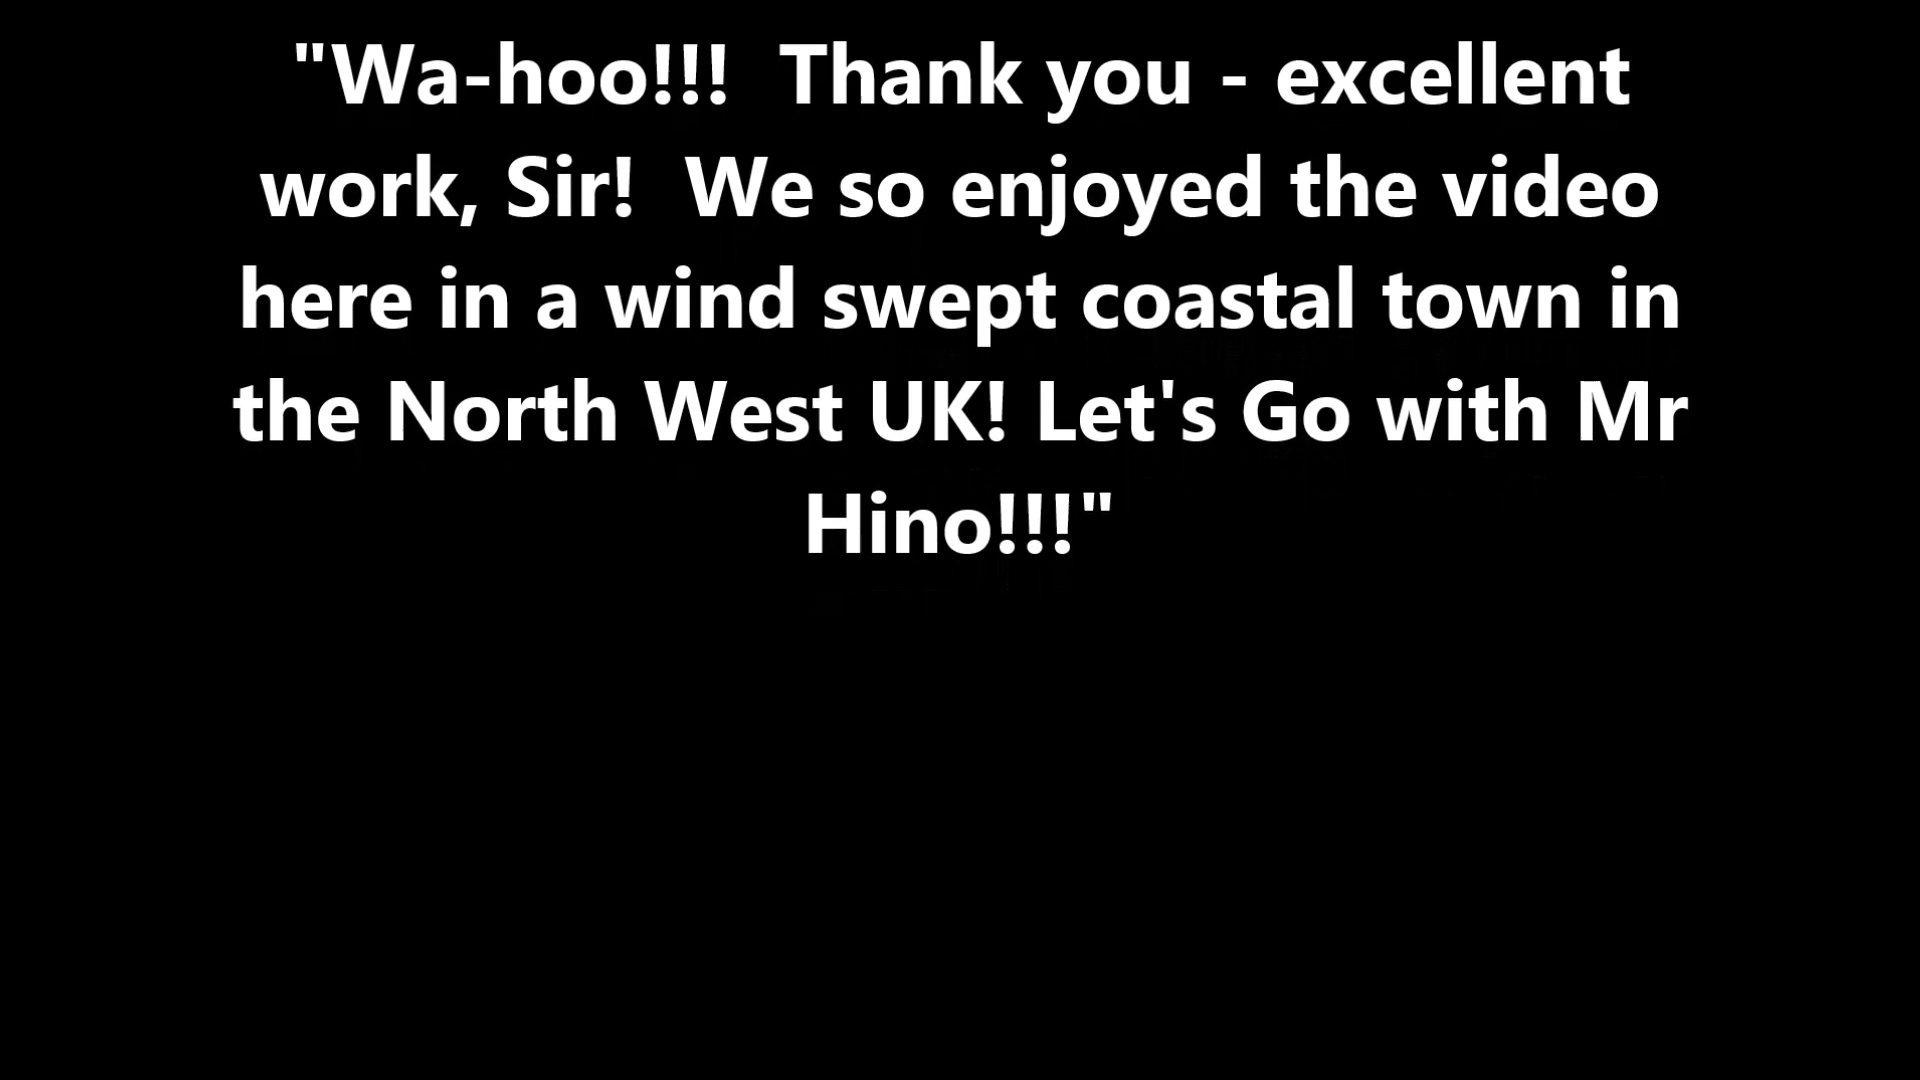 "Wa-hoo!!!  Thank you - excellent
work, Sir!  We so enjoyed the video
here in a wind swept coastal town in
the North West UK! Let's Go with Mr
Hino!!!"